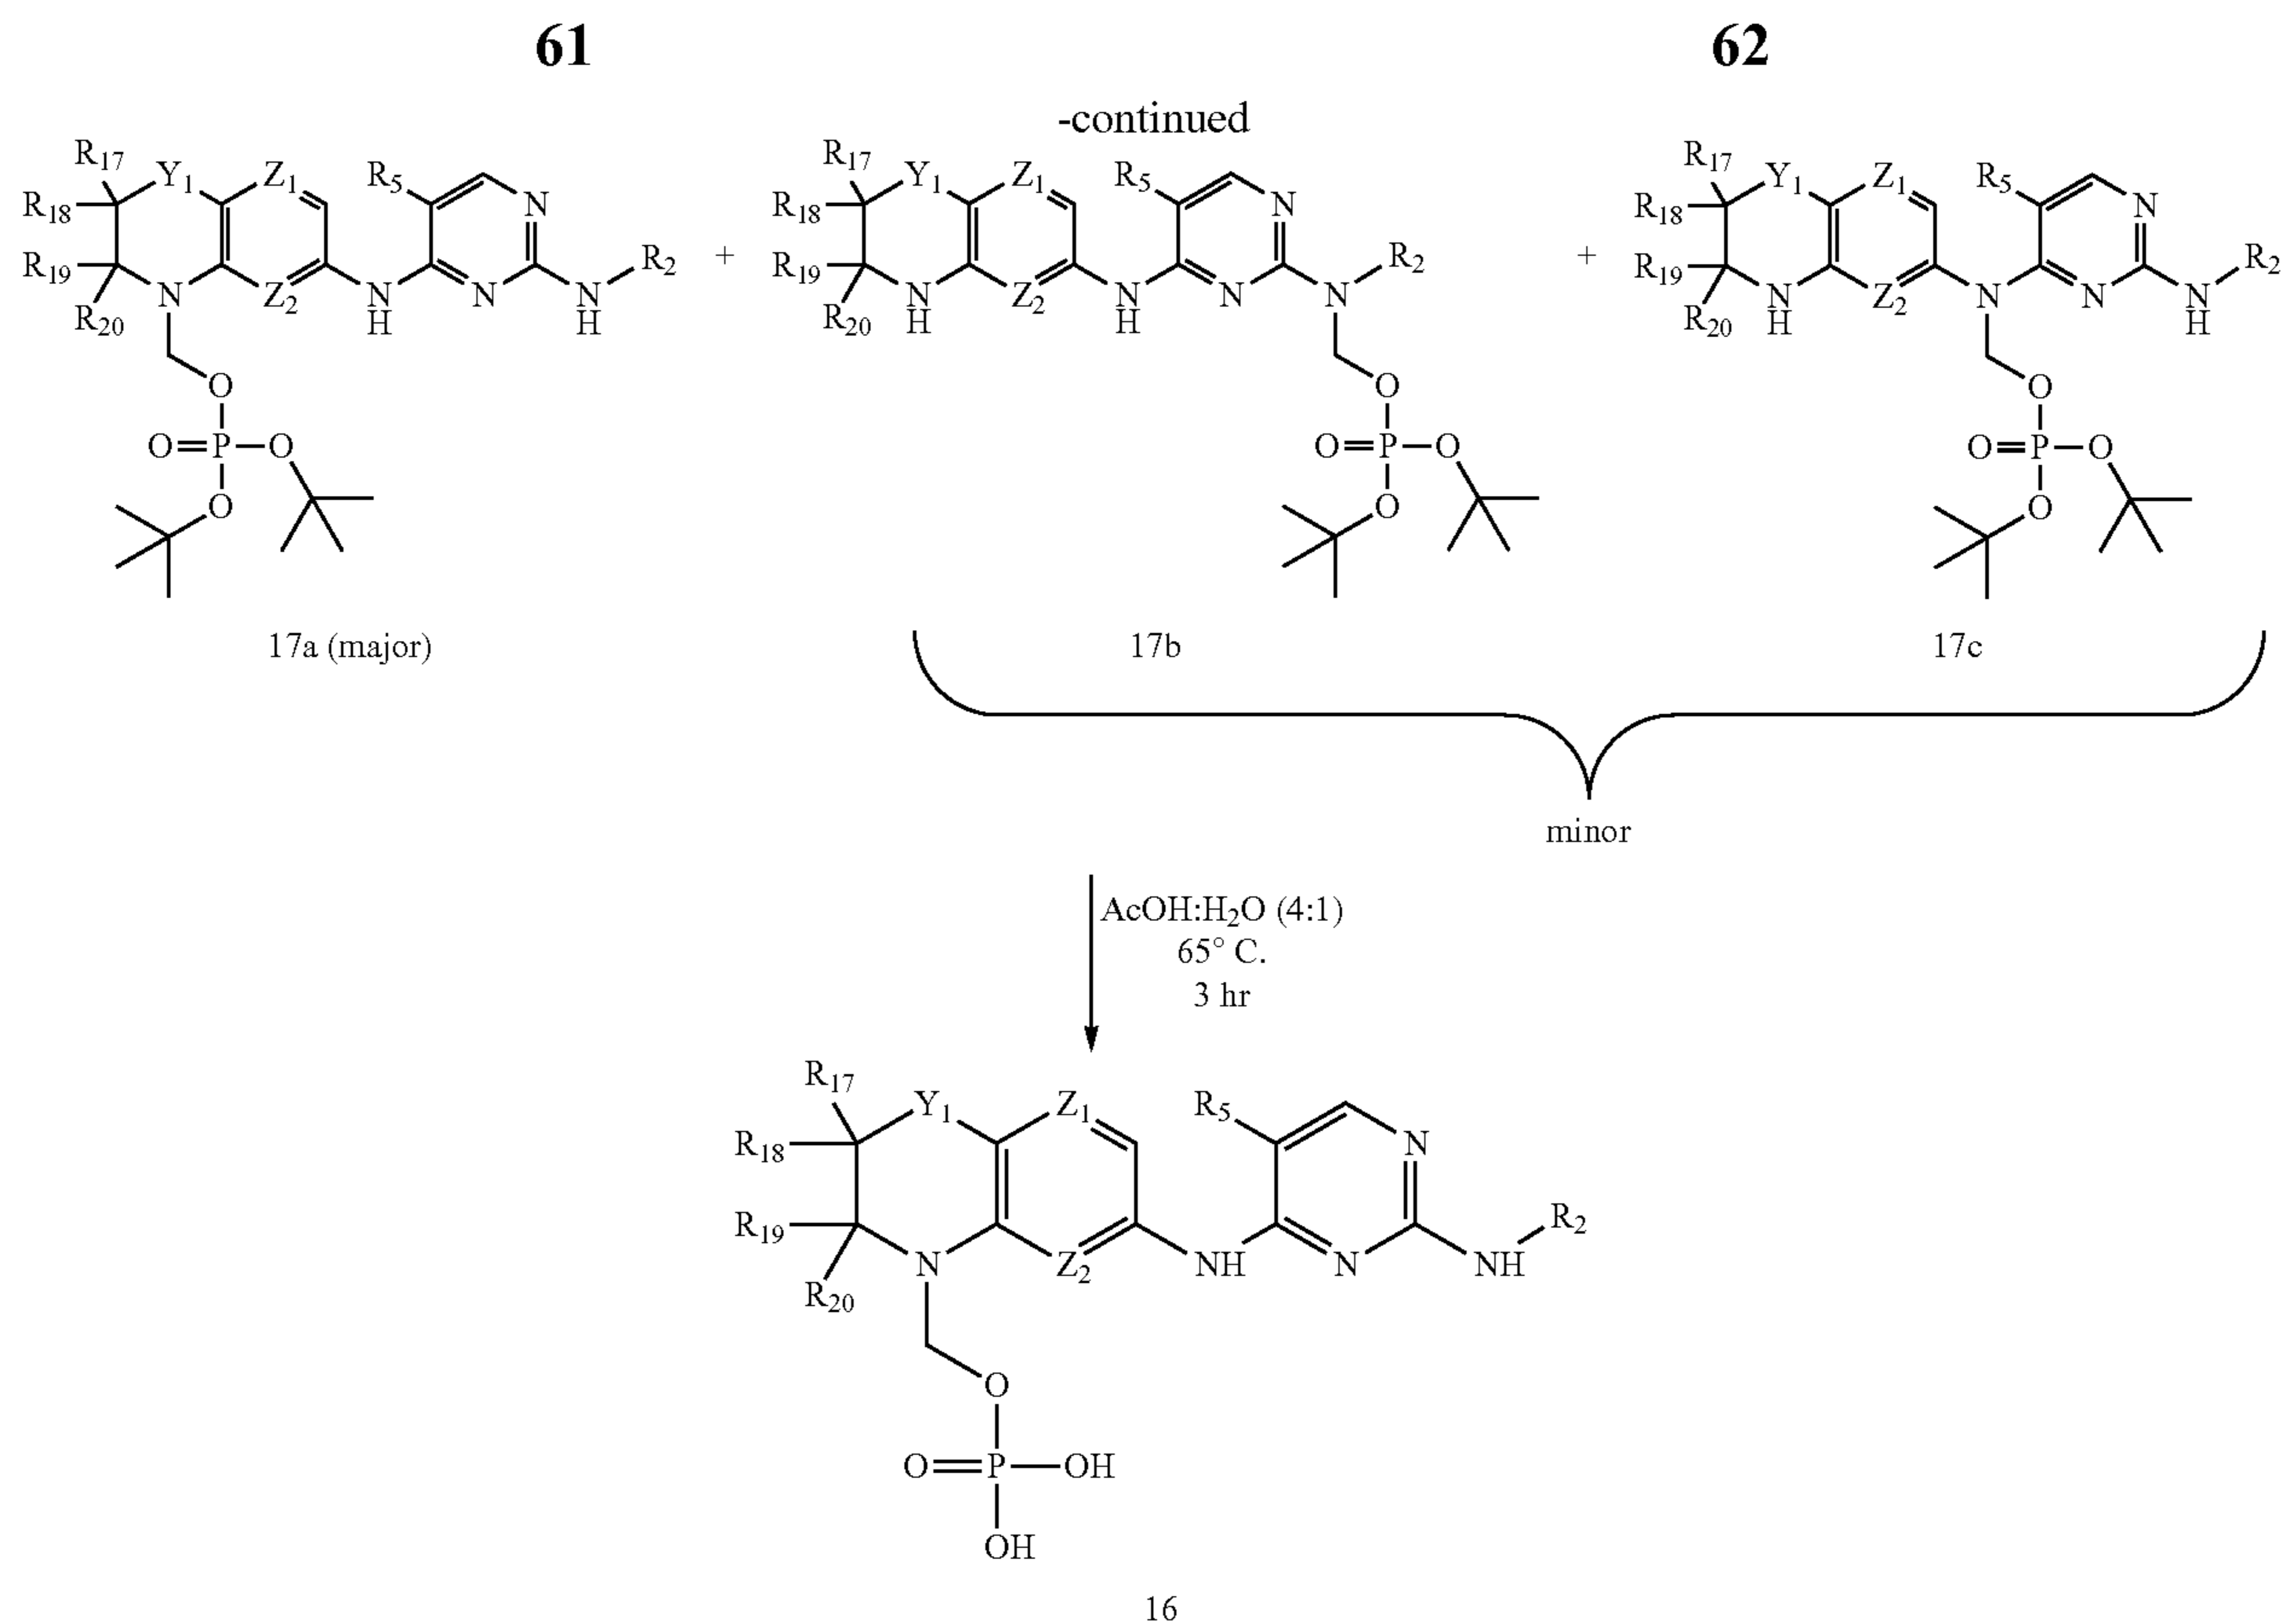 61
62
-continued
R17 Y1 Z1 R5 N
R18
R19 N Z2 N H N N H R2
R20
O
O=P—O
O
+
R17 Y1 Z1 R5 N
R18
R19 N H Z2 N H N N R2
R20
O
O=P—O
O
+
R17 Y1 Z1 R5 N
R18
R19 N H Z2 N N N H R2
R20
O
O=P—O
O
17a (major)
17b
17c
minor
AcOH:H2O (4:1)
65° C.
3 hr
R17 Y1 Z1 R5 N
R18
R19 N Z2 NH N NH R2
R20
O
O=P—OH
OH
16